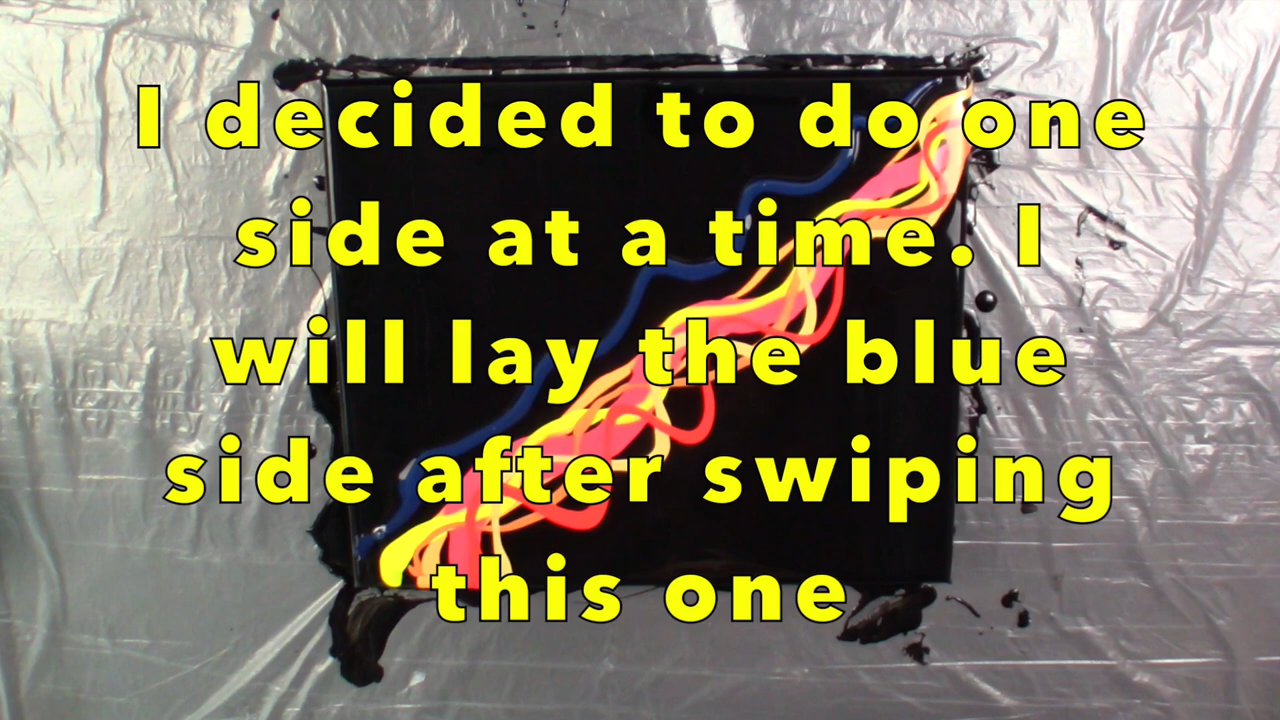 I decided to do one
side at a time. I
will lay the blue
side after swiping
this one